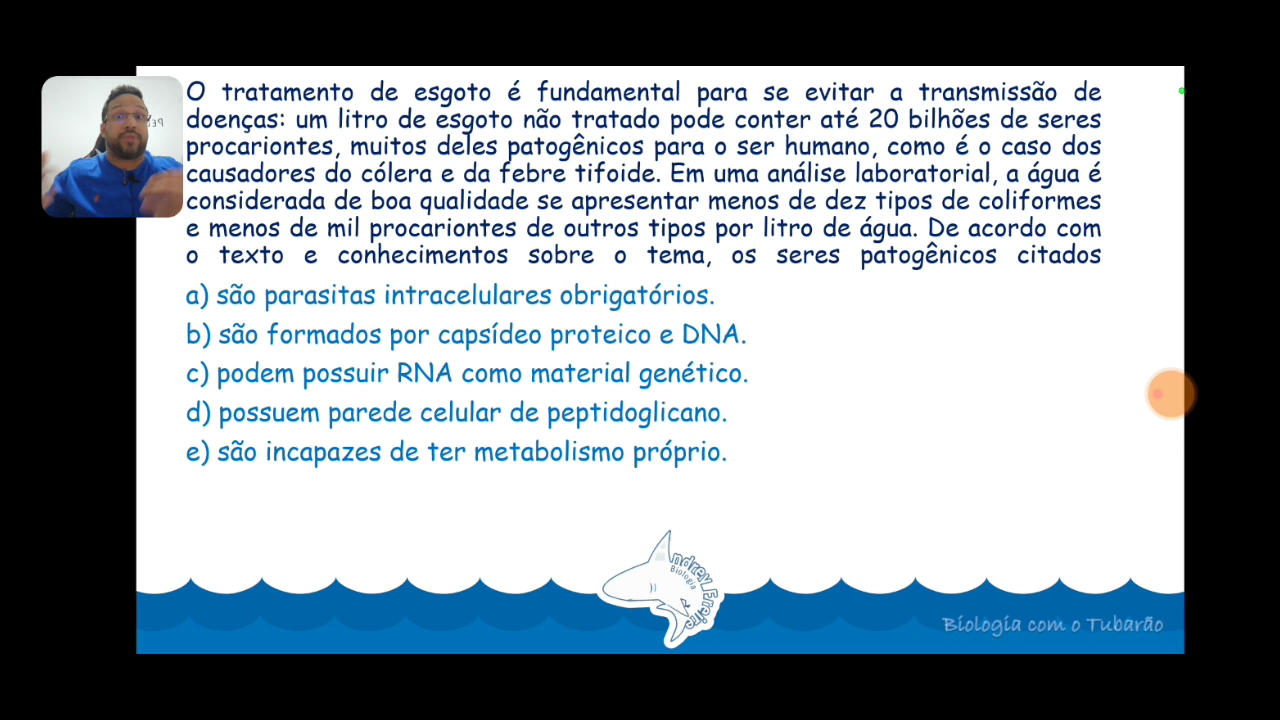 O tratamento de esgoto é fundamental para se evitar a transmissão de
doenças: um litro de esgoto não tratado pode conter até 20 bilhões de seres
procariontes, muitos deles patogênicos para o ser humano, como é o caso dos
causadores do cólera e da febre tifoide. Em uma análise laboratorial, a água é
considerada de boa qualidade se apresentar menos de dez tipos de coliformes
e menos de mil procariontes de outros tipos por litro de água. De acordo com
o texto e conhecimentos sobre o tema, os seres patogênicos citados
a) são parasitas intracelulares obrigatórios.
b) são formados por capsídeo proteico e DNA.
c) podem possuir RNA como material genético.
d) possuem parede celular de peptidoglicano.
e) são incapazes de ter metabolismo próprio.
Biologia
Biologia com o Tubarão